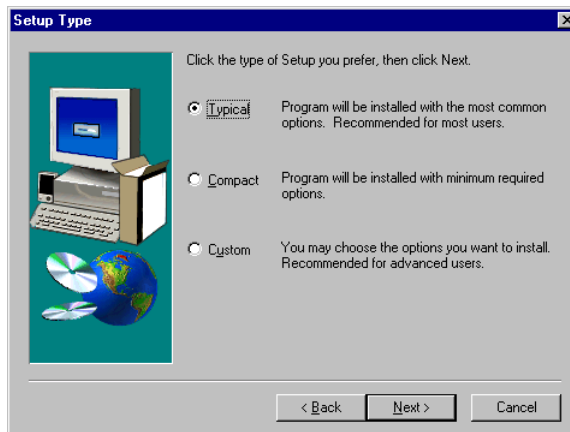 Setup Type
Click the type of Setup you prefer, then click Next.
Typical
Program will be installed with the most common
options. Recommended for most users.
Compact
Program will be installed with minimum required
options.
Custom
You may choose the options you want to install.
Recommended for advanced users.
< Back
Next >
Cancel